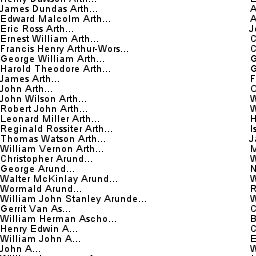 James Dundas Arth...
Edward Malcolm Arth... A
Eric Ross Arth...
Ernest William Arth... C
Francis Henry Arthur-Wors... C
George William Arth... G
Harold Theodore Arth... G
James Arth... F
John Arth...
John Wilson Arth... W
Robert John Arth... W
Leonard Miller Arth... H
Reginald Rossiter Arth... Is
Thomas Watson Arth...
William Vernon Arth... M
Christopher Arund... W
George Arund... N
Walter McKinlay Arund... W
Wormald Arund... R
William John Stanley Arunde... W
Gerrit Van As... C
William Herman Ascho... B
Henry Edwin A... C
William John A... E
John A... W